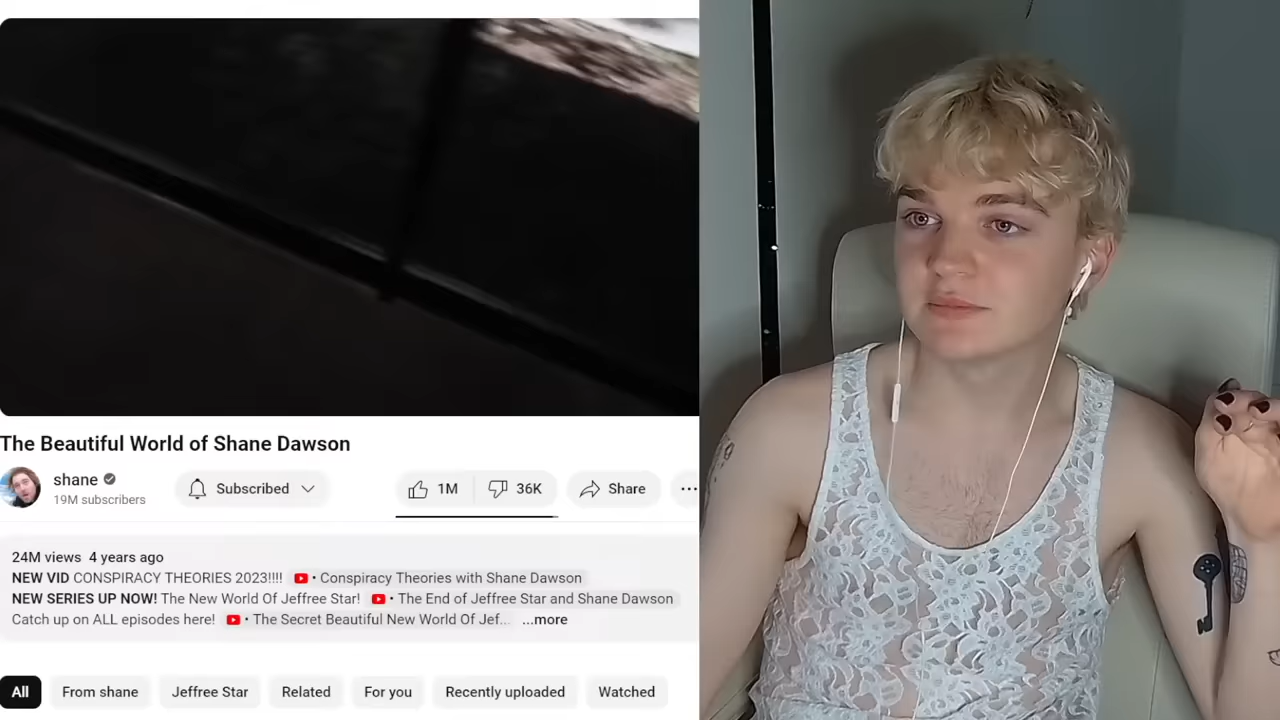 The Beautiful World of Shane Dawson
shane
19M subscribers
Subscribed
1M
36K
Share
...
24M views 4 years ago
NEW VID CONSPIRACY THEORIES 2023!!!! • Conspiracy Theories with Shane Dawson
NEW SERIES UP NOW! The New World Of Jeffree Star! • The End of Jeffree Star and Shane Dawson
Catch up on ALL episodes here! • The Secret Beautiful New World Of Jef... ...more
All From shane Jeffree Star Related For you Recently uploaded Watched